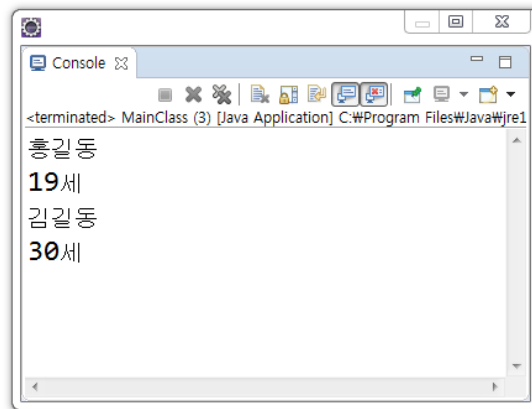 Console
<terminated> MainClass (3) [Java Application] C:₩Program Files₩Java₩jre1
홍길동
19세
김길동
30세